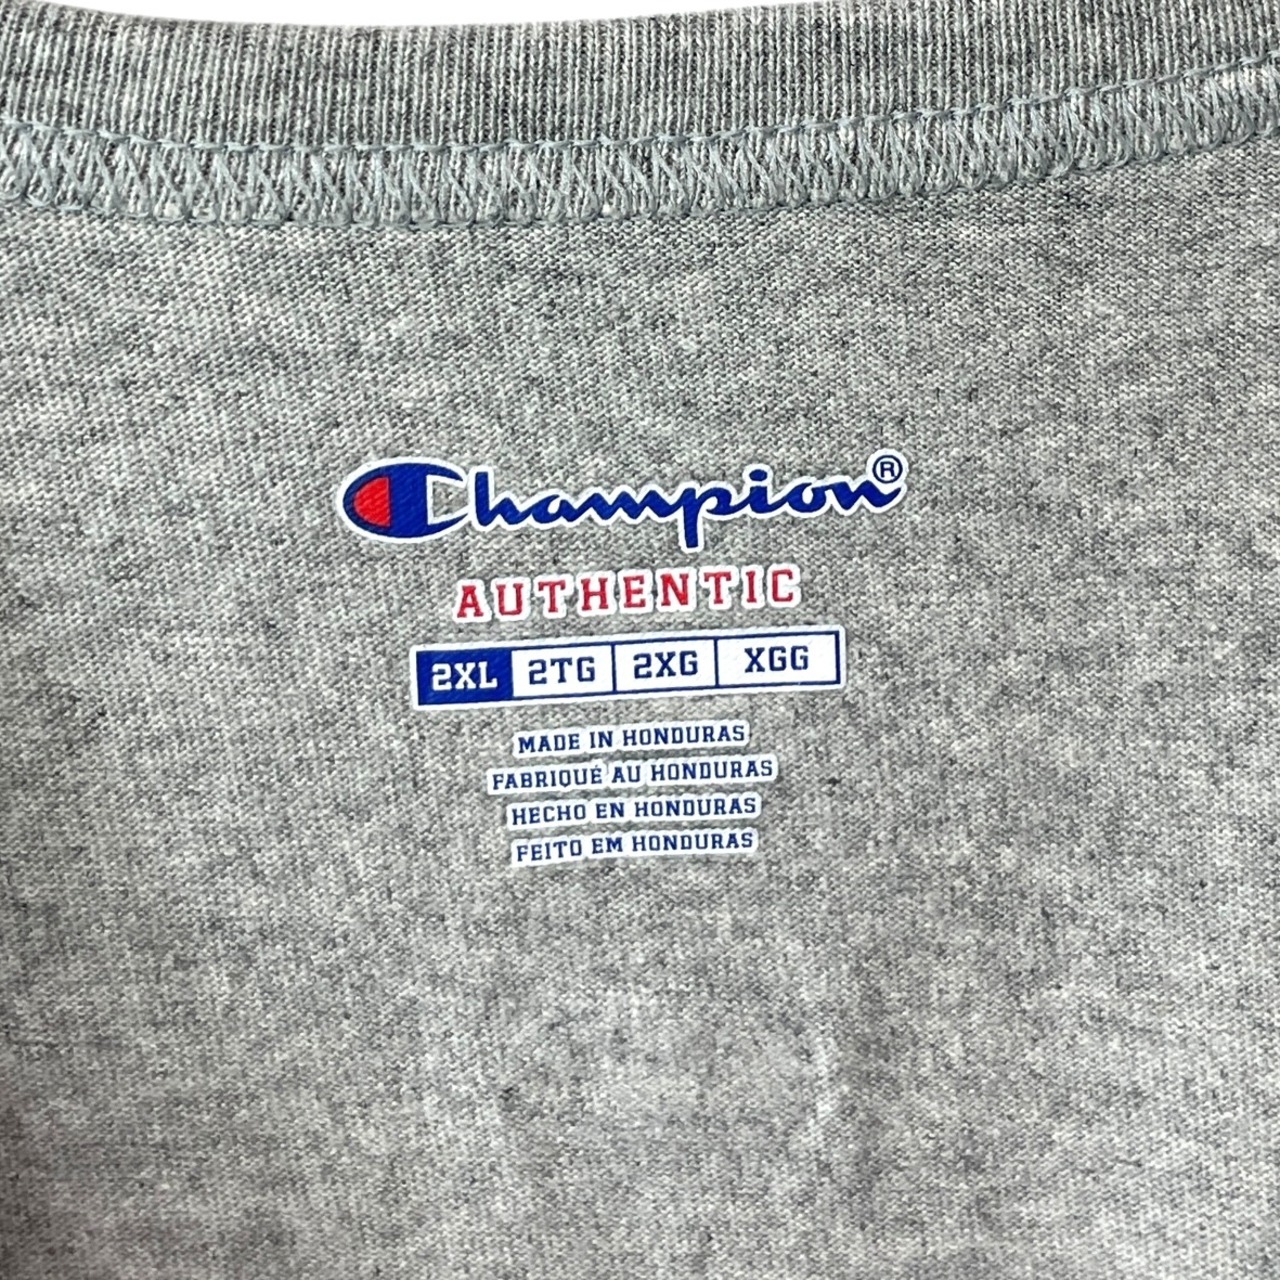 Champion®
AUTHENTIC
2XL 2TG 2XG XGG
MADE IN HONDURAS
FABRIQUÉ AU HONDURAS
HECHO EN HONDURAS
FEITO EM HONDURAS